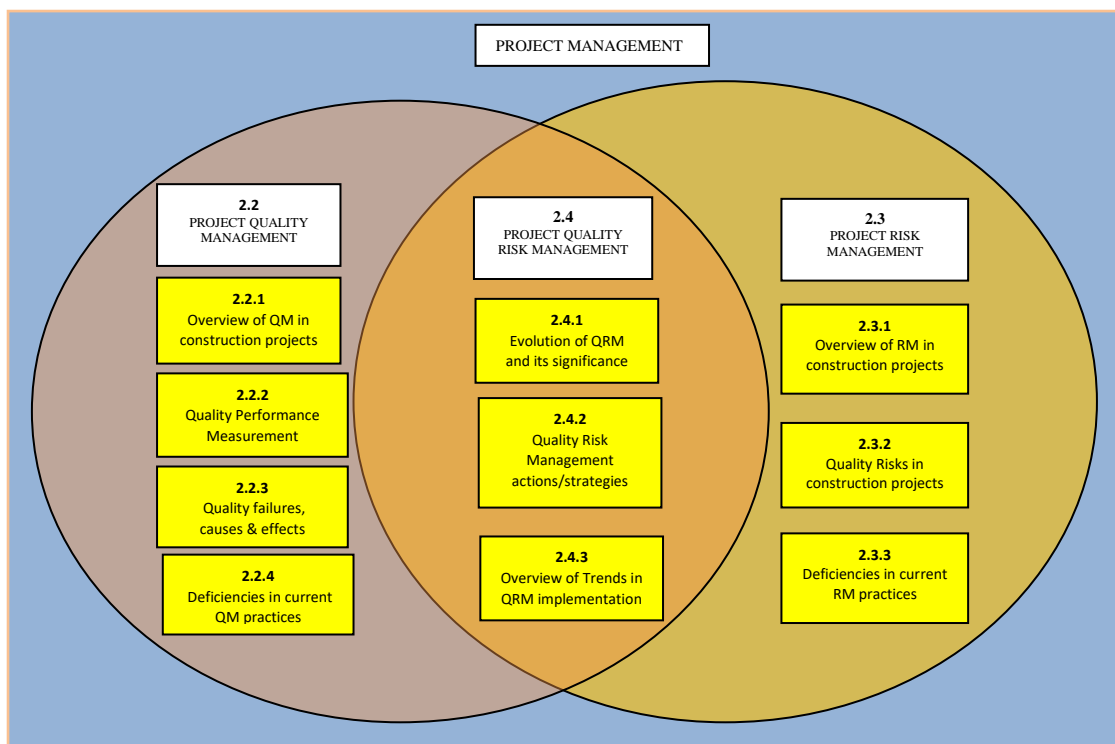 PROJECT MANAGEMENT
2.2
PROJECT QUALITY
MANAGEMENT
2.2.1
Overview of QM in
construction projects
2.2.2
Quality Performance
Measurement
2.2.3
Quality failures,
causes & effects
2.2.4
Deficiencies in current
QM practices
2.4
PROJECT QUALITY
RISK MANAGEMENT
2.4.1
Evolution of QRM
and its significance
2.4.2
Quality Risk
Management
actions/strategies
2.4.3
Overview of Trends in
QRM implementation
2.3
PROJECT RISK
MANAGEMENT
2.3.1
Overview of RM in
construction projects
2.3.2
Quality Risks in
construction projects
2.3.3
Deficiencies in current
RM practices